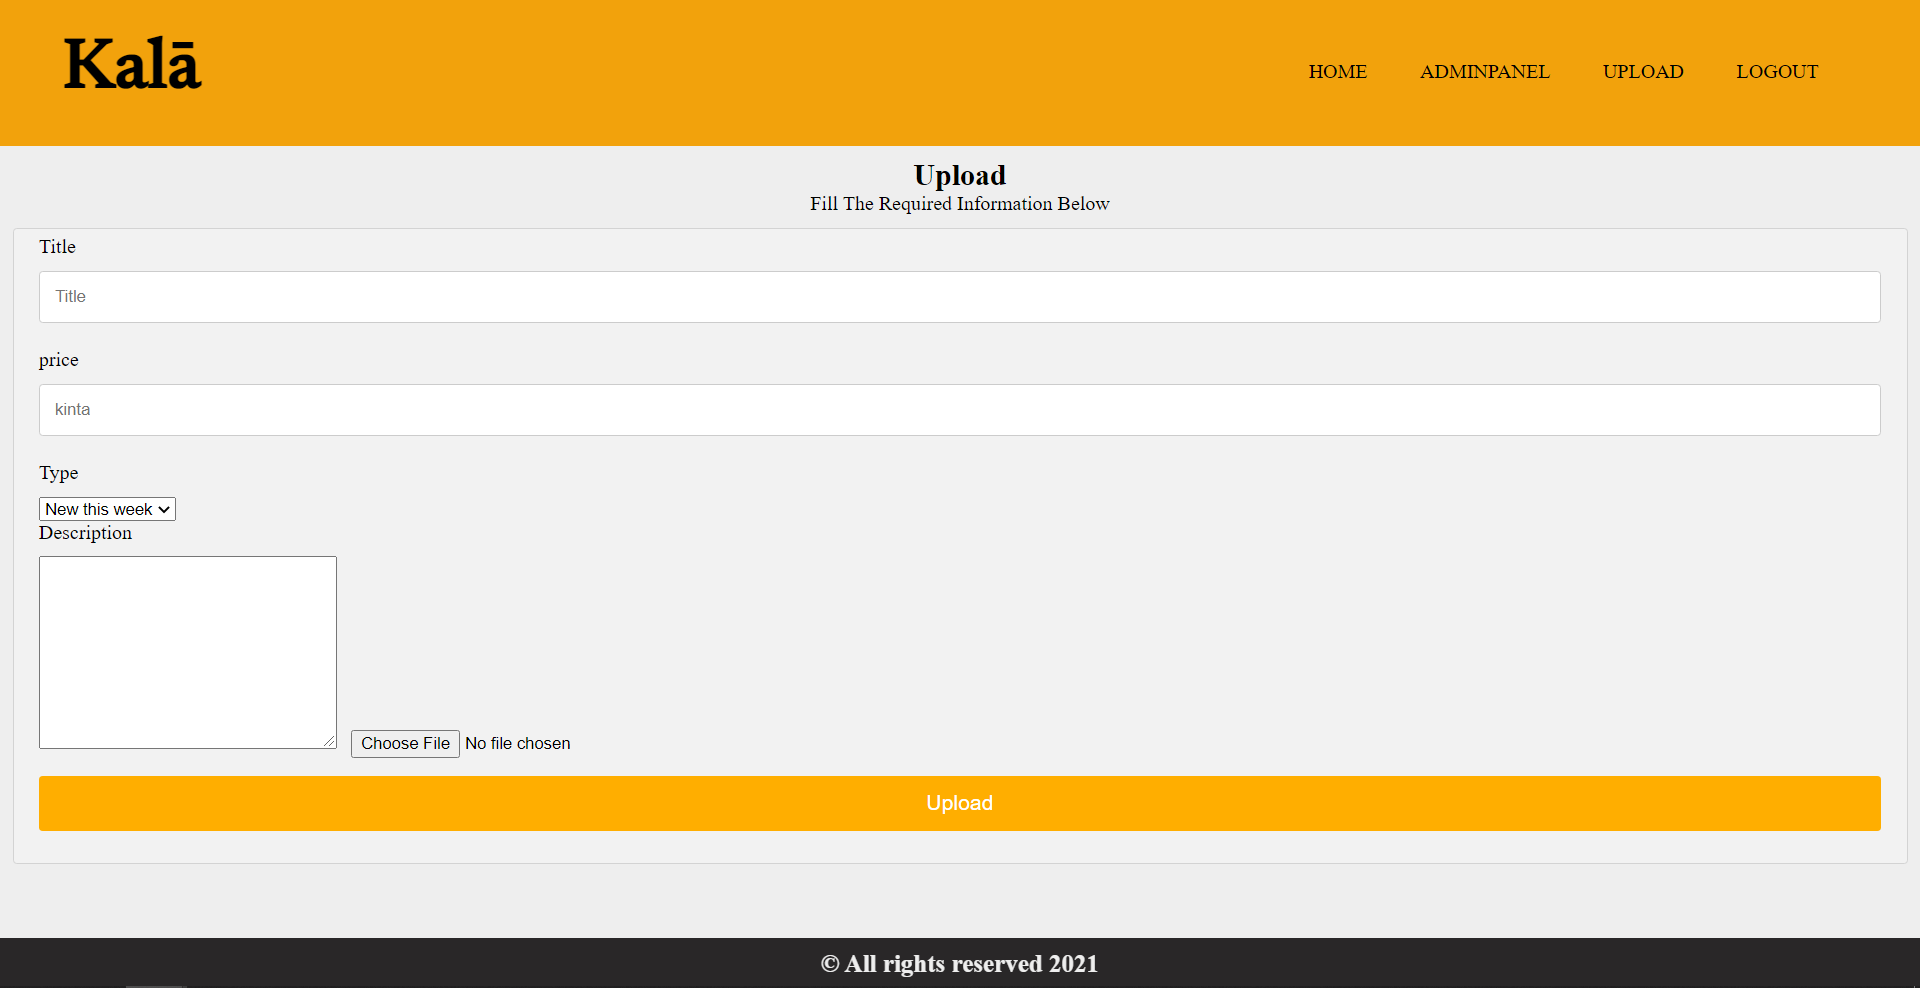 Kalā
HOME ADMINPANEL UPLOAD LOGOUT
Upload
Fill The Required Information Below
Title
Title
price
kinta
Type
New this week
Description
Choose File No file chosen
Upload
© All rights reserved 2021